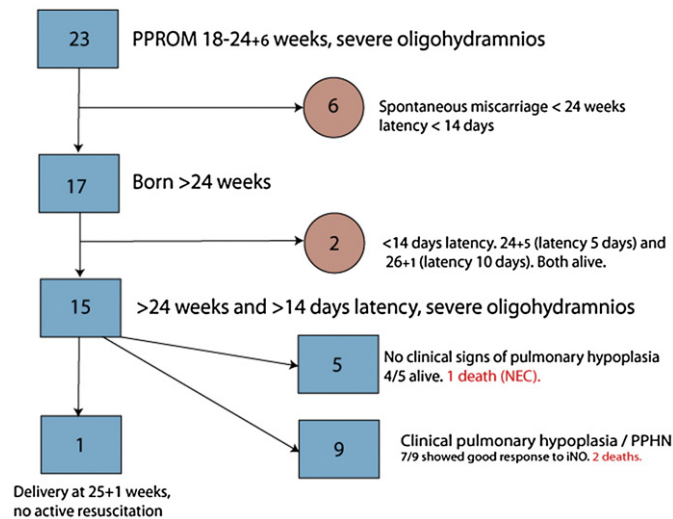 23
PPROM 18-24+6 weeks, severe oligohydramnios
6
Spontaneous miscarriage < 24 weeks
latency < 14 days
17
Born >24 weeks
2
<14 days latency. 24+5 (latency 5 days) and
26+1 (latency 10 days). Both alive.
15
>24 weeks and >14 days latency, severe oligohydramnios
5
No clinical signs of pulmonary hypoplasia
4/5 alive. 1 death (NEC).
1
Delivery at 25+1 weeks,
no active resuscitation
9
Clinical pulmonary hypoplasia / PPHN
7/9 showed good response to iNO. 2 deaths.